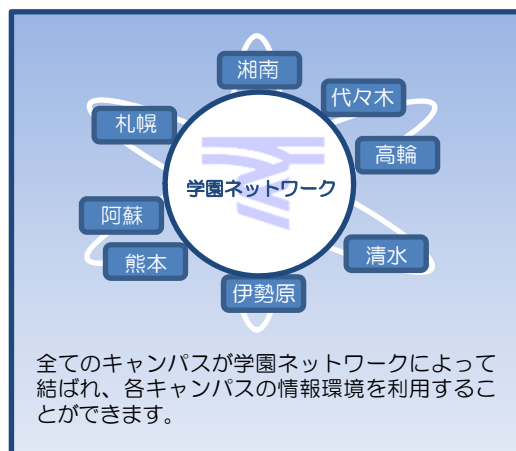 湘南
代々木
札幌
高輪
学園ネットワーク
阿蘇
熊本
清水
伊勢原
全てのキャンパスが学園ネットワークによって
結ばれ、各キャンパスの情報環境を利用するこ
とができます。